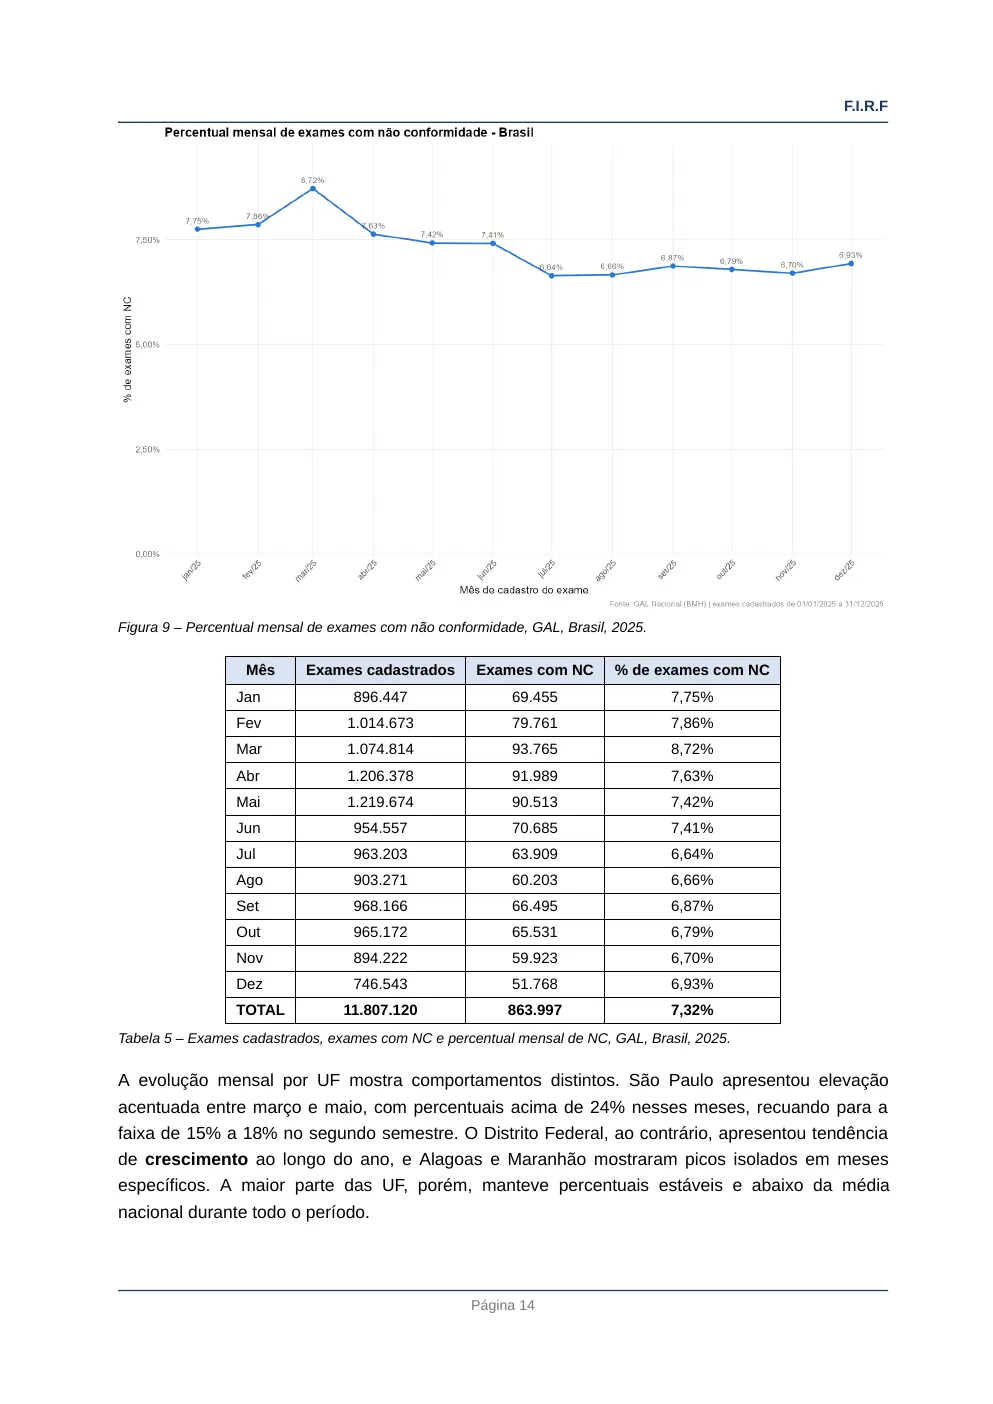 F.I.R.F
Percentual mensal de exames com não conformidade - Brasil
8,72%
7,75%
7,86%
7,63%
7,42%
7,41%
6,64%
6,66%
6,87%
6,79%
6,70%
6,93%
7,50%
5,00%
2,50%
0,00%
% de exames com NC
jan/25
fev/25
mar/25
abr/25
mai/25
jun/25
jul/25
ago/25
set/25
out/25
nov/25
dez/25
Mês de cadastro do exame
Fonte: GAL Nacional (BMH) | exames cadastrados de 01/01/2025 a 31/12/2025
Figura 9 – Percentual mensal de exames com não conformidade, GAL, Brasil, 2025.
Mês Exames cadastrados Exames com NC % de exames com NC
Jan 896.447 69.455 7,75%
Fev 1.014.673 79.761 7,86%
Mar 1.074.814 93.765 8,72%
Abr 1.206.378 91.989 7,63%
Mai 1.219.674 90.513 7,42%
Jun 954.557 70.685 7,41%
Jul 963.203 63.909 6,64%
Ago 903.271 60.203 6,66%
Set 968.166 66.495 6,87%
Out 965.172 65.531 6,79%
Nov 894.222 59.923 6,70%
Dez 746.543 51.768 6,93%
TOTAL 11.807.120 863.997 7,32%
Tabela 5 – Exames cadastrados, exames com NC e percentual mensal de NC, GAL, Brasil, 2025.
A evolução mensal por UF mostra comportamentos distintos. São Paulo apresentou elevação
acentuada entre março e maio, com percentuais acima de 24% nesses meses, recuando para a
faixa de 15% a 18% no segundo semestre. O Distrito Federal, ao contrário, apresentou tendência
de crescimento ao longo do ano, e Alagoas e Maranhão mostraram picos isolados em meses
específicos. A maior parte das UF, porém, manteve percentuais estáveis e abaixo da média
nacional durante todo o período.
Página 14